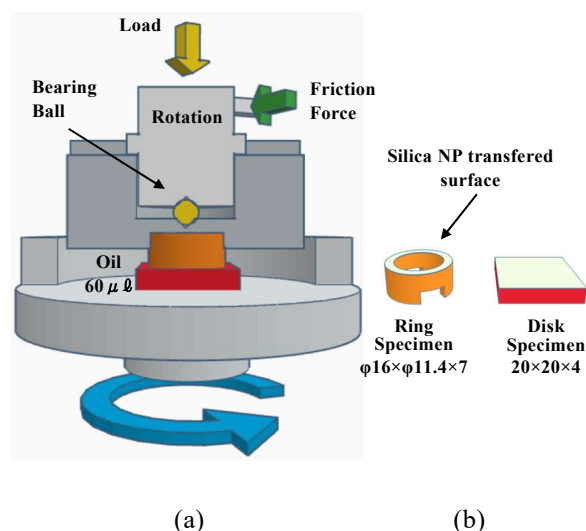 Load
Bearing
Ball
Rotation
Friction
Force
Oil
60μℓ
Silica NP transfered
surface
Ring
Specimen
φ16×φ11.4×7
Disk
Specimen
20×20×4
(a)
(b)